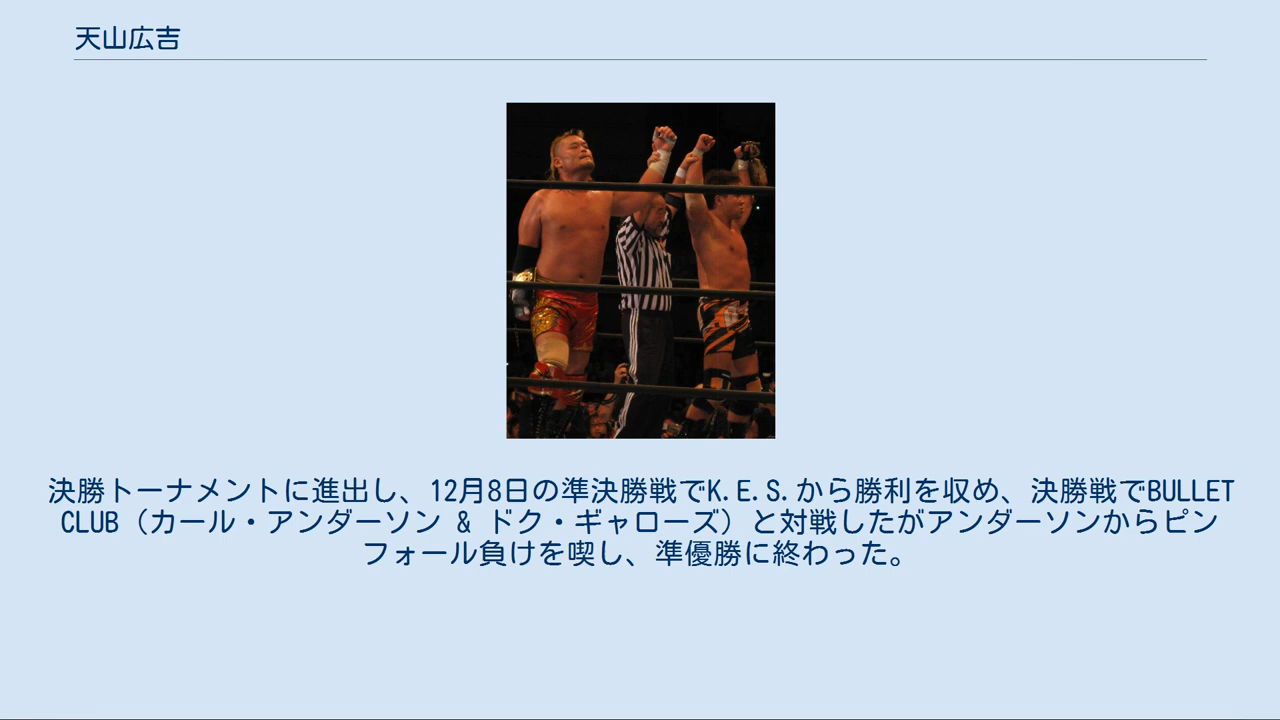 天山広吉
決勝トーナメントに進出し、12月8日の準決勝戦でK.E.S.から勝利を収め、決勝戦でBULLET
CLUB（カール・アンダーソン & ドク・ギャローズ）と対戦したがアンダーソンからピン
フォール負けを喫し、準優勝に終わった。